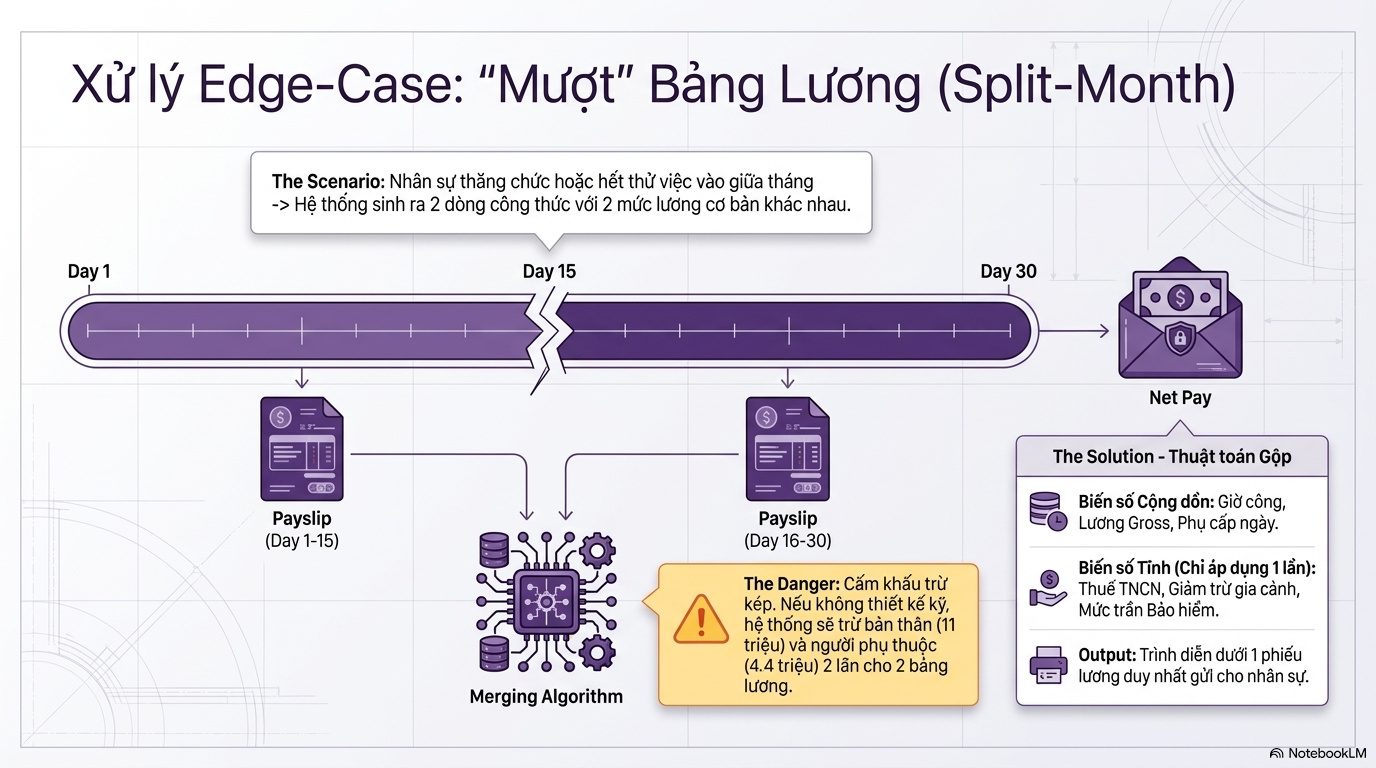 Xử lý Edge-Case: “Mượt” Bảng Lương (Split-Month)
The Scenario: Nhân sự thăng chức hoặc hết thử việc vào giữa tháng
-> Hệ thống sinh ra 2 dòng công thức với 2 mức lương cơ bản khác nhau.
Day 1
Day 15
Day 30
Net Pay
Payslip
(Day 1-15)
Payslip
(Day 16-30)
Merging Algorithm
The Danger: Cấm khấu trừ
kép. Nếu không thiết kế kỹ,
hệ thống sẽ trừ bản thân (11
triệu) và người phụ thuộc
(4.4 triệu) 2 lần cho 2 bảng
lương.
The Solution - Thuật toán Gộp
Biến số Cộng dồn: Giờ công,
Lương Gross, Phụ cấp ngày.
Biến số Tĩnh (Chỉ áp dụng 1 lần):
Thuế TNCN, Giảm trừ gia cảnh,
Mức trần Bảo hiểm.
Output: Trình diễn dưới 1 phiếu
lương duy nhất gửi cho nhân sự.
NotebookLM